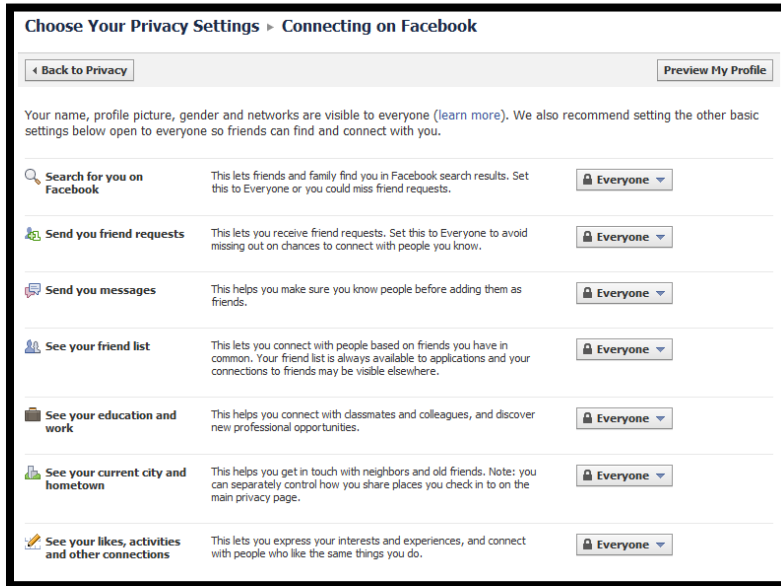 Choose Your Privacy Settings ▸ Connecting on Facebook
Back to Privacy
Preview My Profile
Your name, profile picture, gender and networks are visible to everyone (learn more). We also recommend setting the other basic
settings below open to everyone so friends can find and connect with you.
Search for you on
Facebook
This lets friends and family find you in Facebook search results. Set
this to Everyone or you could miss friend requests.
Everyone
Send you friend requests
This lets you receive friend requests. Set this to Everyone to avoid
missing out on chances to connect with people you know.
Everyone
Send you messages
This helps you make sure you know people before adding them as
friends.
Everyone
See your friend list
This lets you connect with people based on friends you have in
common. Your friend list is always available to applications and your
connections to friends may be visible elsewhere.
Everyone
See your education and
work
This helps you connect with classmates and colleagues, and discover
new professional opportunities.
Everyone
See your current city and
hometown
This helps you get in touch with neighbors and old friends. Note: you
can separately control how you share places you check in to on the
main privacy page.
Everyone
See your likes, activities
and other connections
This lets you express your interests and experiences, and connect
with people who like the same things you do.
Everyone